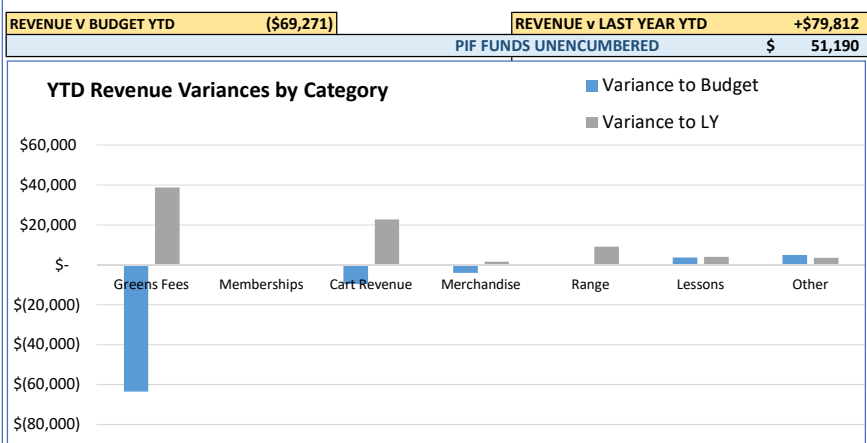 REVENUE V BUDGET YTD ($69,271) REVENUE v LAST YEAR YTD +$79,812
PIF FUNDS UNENCUMBERED $ 51,190
YTD Revenue Variances by Category
Variance to Budget
Variance to LY
$60,000
$40,000
$20,000
$-
Greens Fees Memberships Cart Revenue Merchandise Range Lessons Other
$(20,000)
$(40,000)
$(60,000)
$(80,000)